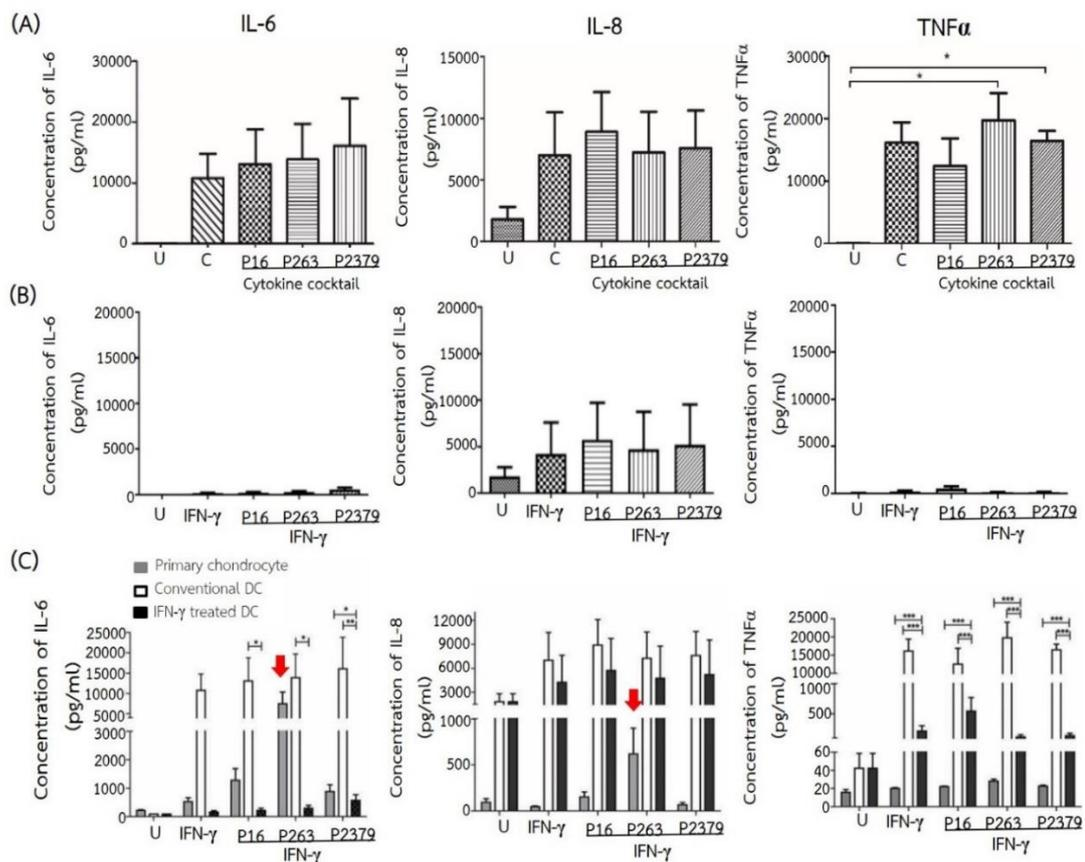 (A)
IL-6
IL-8
TNFα
Concentration of IL-6
(pg/ml)
30000
20000
10000
0
U
C
P16
P263
P2379
Cytokine cocktail
Concentration of IL-8
(pg/ml)
15000
10000
5000
0
U
C
P16
P263
P2379
Cytokine cocktail
Concentration of TNFα
(pg/ml)
30000
20000
10000
0
*
*
U
C
P16
P263
P2379
Cytokine cocktail
(B)
Concentration of IL-6
(pg/ml)
20000
15000
10000
5000
0
U
IFN-γ
P16
P263
P2379
IFN-γ
Concentration of IL-8
(pg/ml)
20000
15000
10000
5000
0
U
IFN-γ
P16
P263
P2379
IFN-γ
Concentration of TNFα
(pg/ml)
20000
15000
10000
5000
0
U
IFN-γ
P16
P263
P2379
IFN-γ
(C)
Primary chondrocyte
Conventional DC
IFN-γ treated DC
Concentration of IL-6
(pg/ml)
25000
20000
15000
10000
5000
3000
2000
1000
0
*
*
*
**
U
IFN-γ
P16
P263
P2379
IFN-γ
Concentration of IL-8
(pg/ml)
12000
9000
6000
3000
1000
500
0
U
IFN-γ
P16
P263
P2379
IFN-γ
Concentration of TNFα
(pg/ml)
25000
20000
15000
10000
1000
500
60
40
20
0
***
***
***
***
***
***
***
***
U
IFN-γ
P16
P263
P2379
IFN-γ